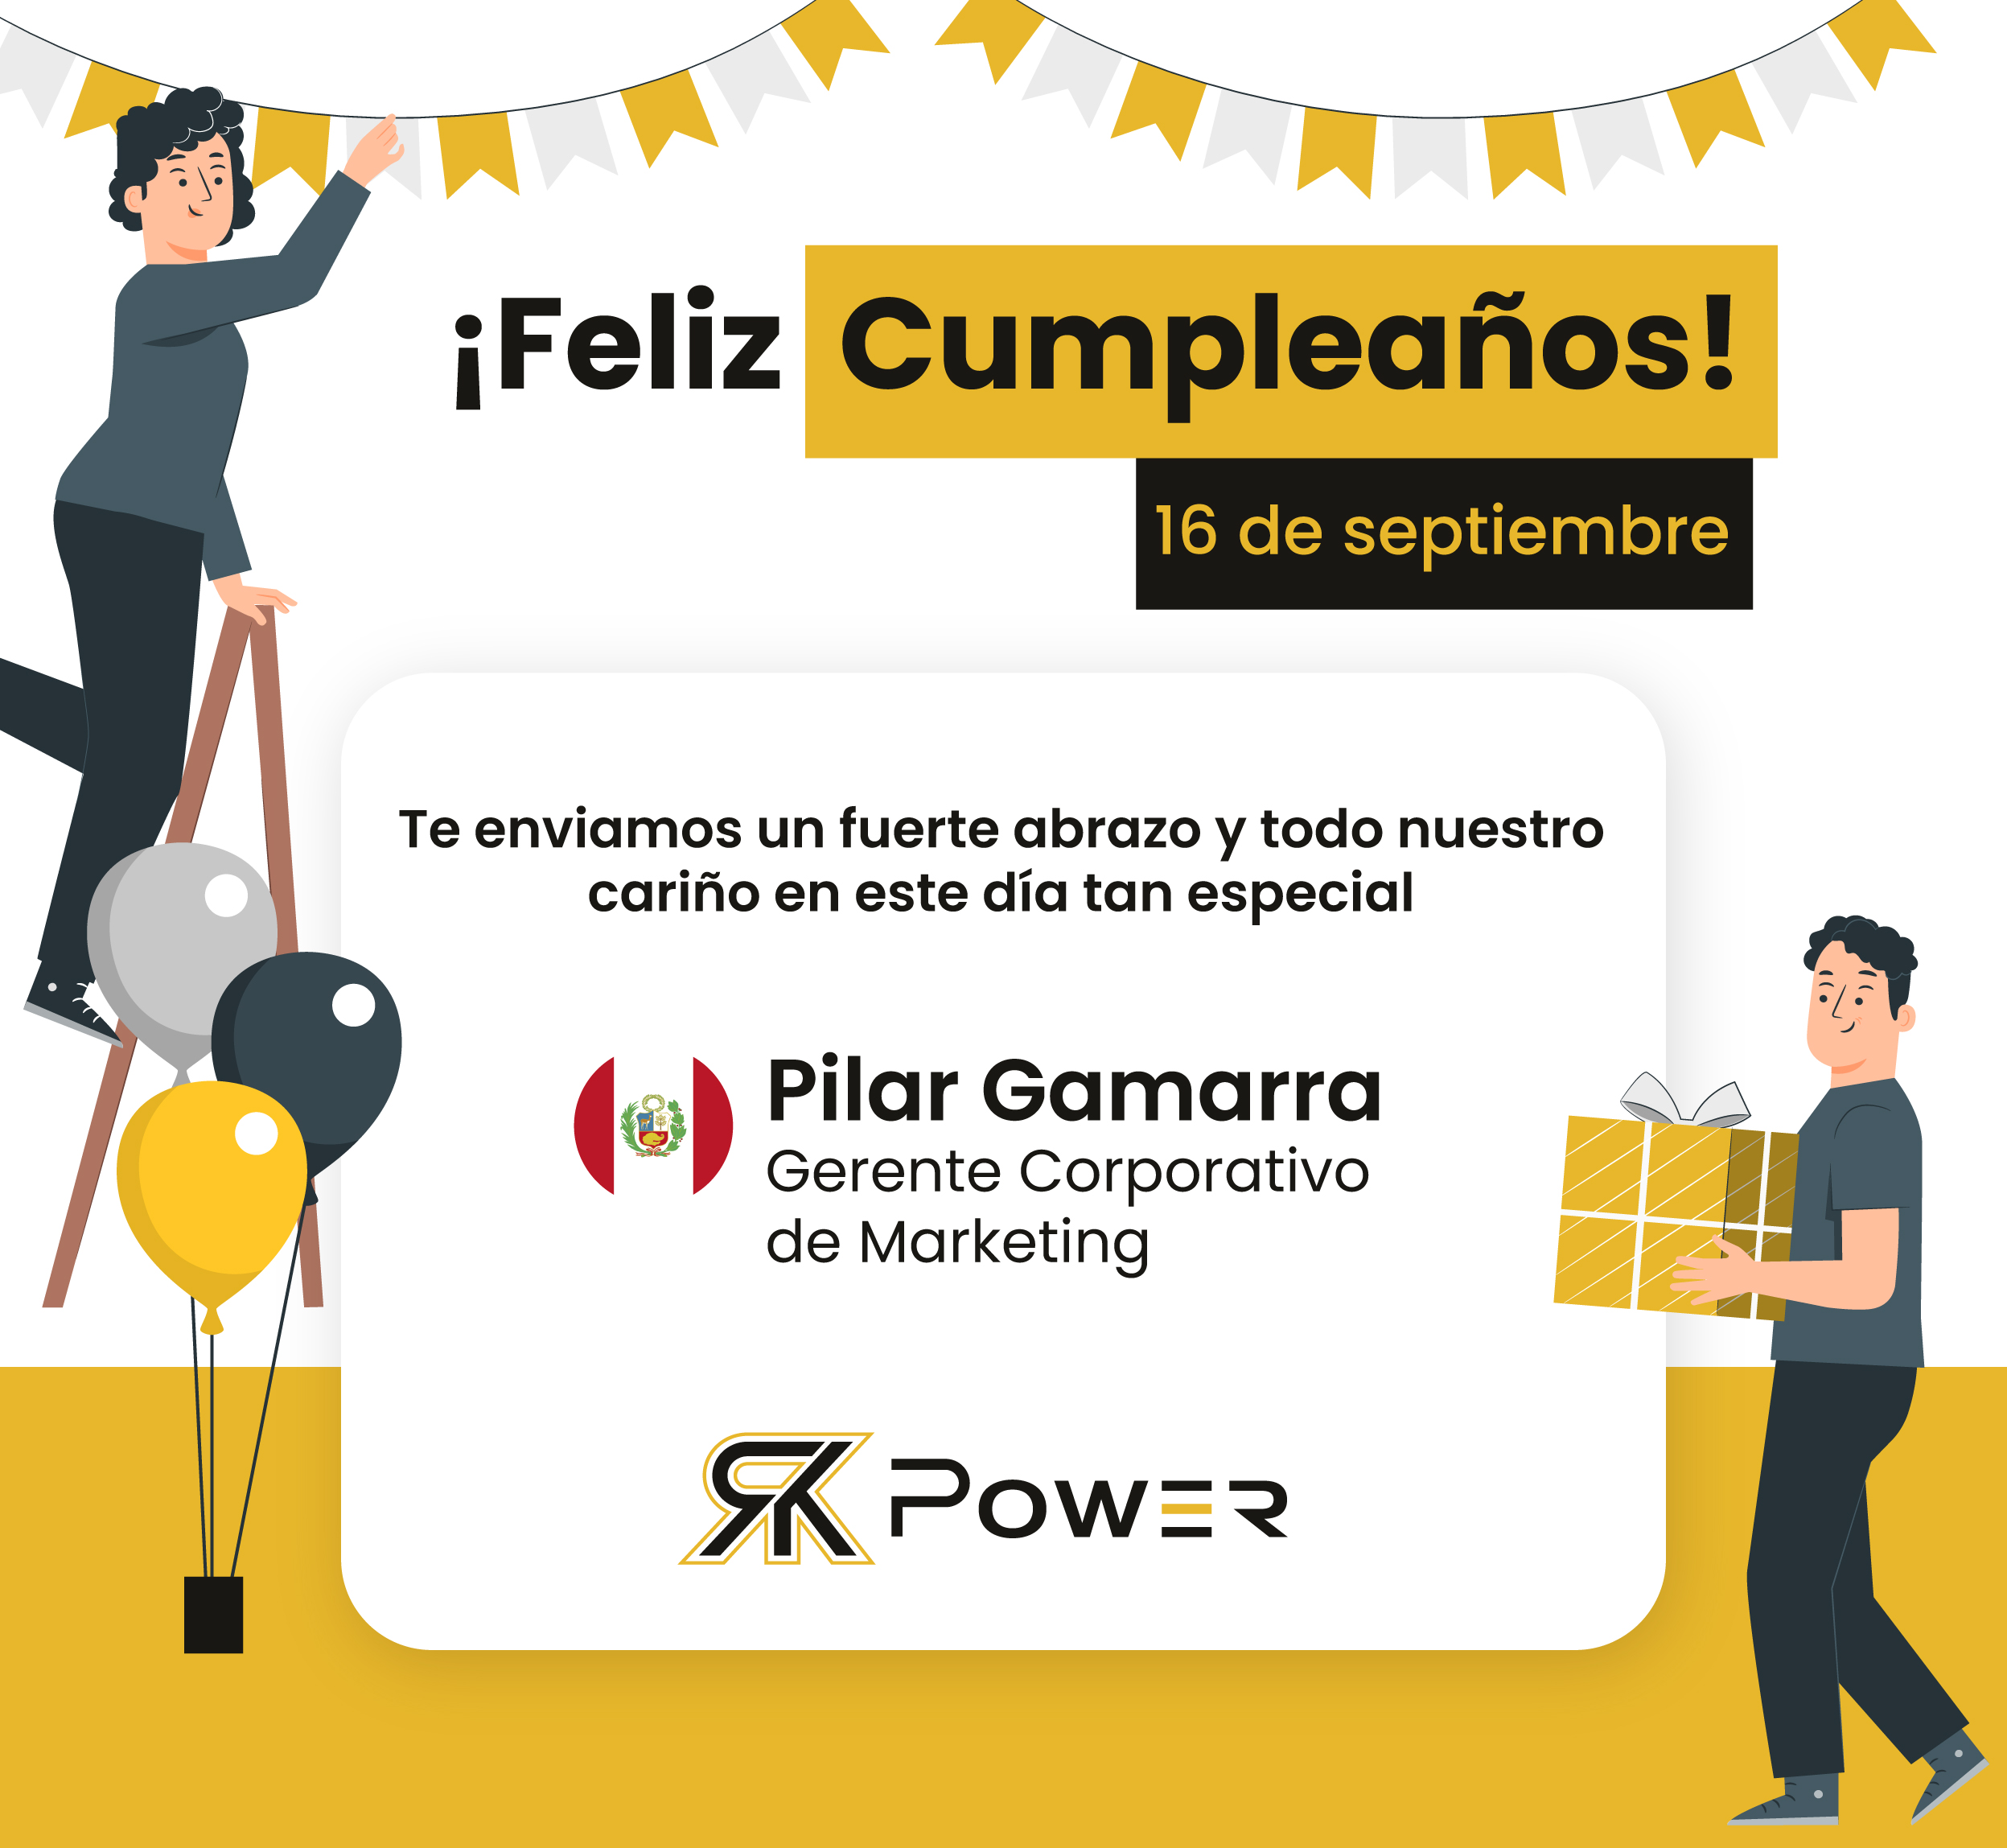 ¡Feliz Cumpleaños!
16 de septiembre
Te enviamos un fuerte abrazo y todo nuestro
cariño en este día tan especial
Pilar Gamarra
Gerente Corporativo
de Marketing
RK Power